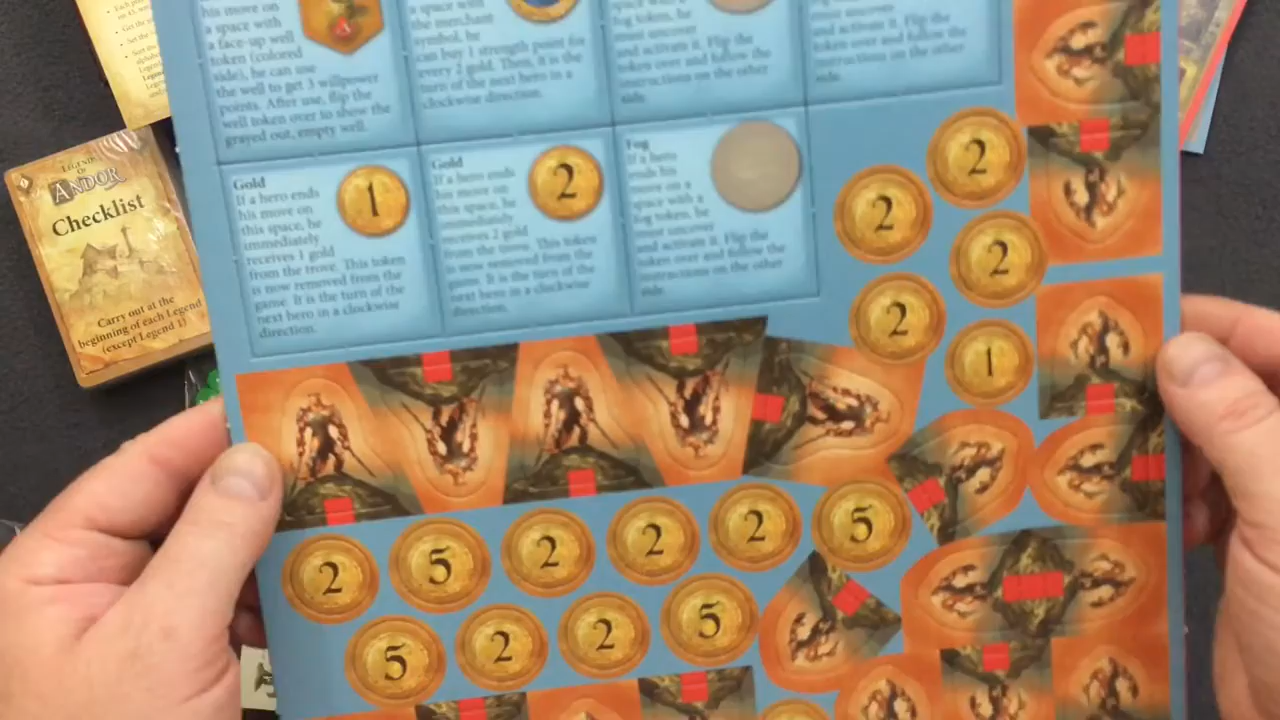 his move on
a space with
a face-up well
token (colored
side), he can use
the well to get 3 willpower
points. After use, flip the
well token over to show the
grayed out, empty well.
a space with
the merchant
symbol, he
can buy 1 strength point for
every 2 gold. Then, it is the
turn of the next hero in a
clockwise direction.
fog token, he
must uncover
and activate it. Flip the
token over and follow the
instructions on the other
side.
and activate it. Flip the
token over and follow the
instructions on the other
side.
Gold
If a hero ends
his move on
this space, he
immediately
receives 1 gold
from the trove. This token
is now removed from the
game. It is the turn of the
next hero in a clockwise
direction.
1
Gold
If a hero ends
his move on
this space, he
immediately
receives 2 gold
from the trove. This token
is now removed from the
game. It is the turn of the
next hero in a clockwise
direction.
2
Fog
If a hero
ends his
move on a
space with a
fog token, he
must uncover
and activate it. Flip the
token over and follow the
instructions on the other
side.
LEGENDS
OF
ANDOR
Checklist
Carry out at the
beginning of each Legend
(except Legend 1)
2
2
2
2
1
2
5
2
2
2
5
5
2
2
5